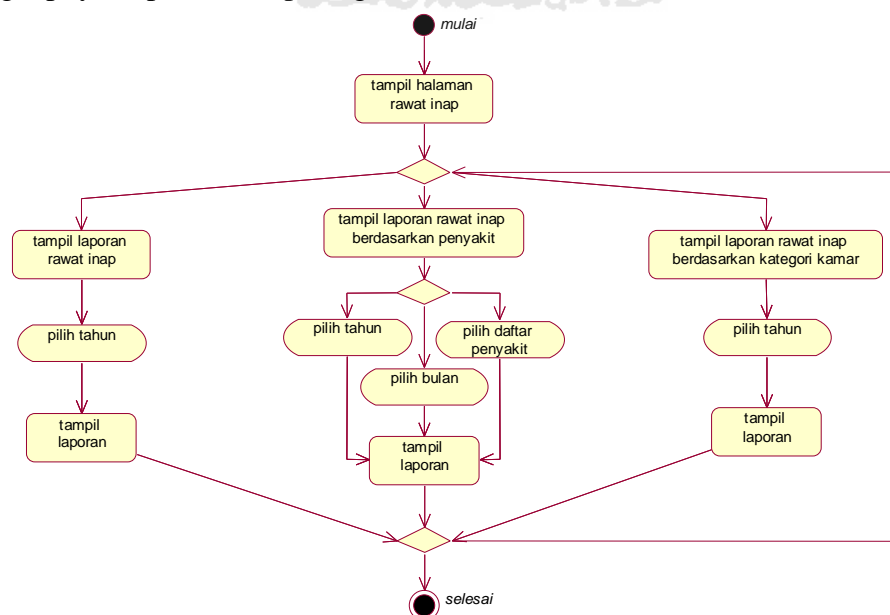 mulai
tampil halaman
rawat inap
tampil laporan
rawat inap
pilih tahun
tampil
laporan
tampil laporan rawat inap
berdasarkan penyakit
pilih tahun
pilih bulan
pilih daftar
penyakit
tampil
laporan
tampil laporan rawat inap
berdasarkan kategori kamar
pilih tahun
tampil
laporan
selesai